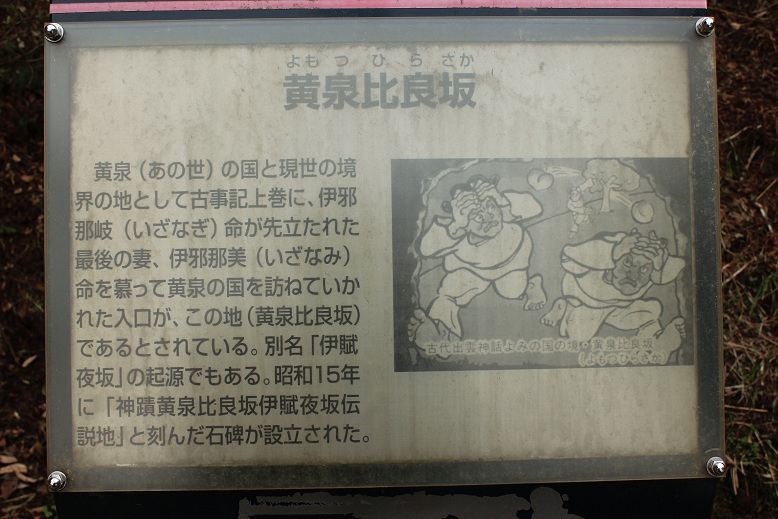 よもつひらさか
黄泉比良坂
黄泉（あの世）の国と現世の境
界の地として古事記上巻に、伊邪
那岐（いざなぎ）命が先立たれた
最後の妻、伊邪那美（いざなみ）
命を慕って黄泉の国を訪ねていか
れた入口が、この地（黄泉比良坂）
であるとされている。別名「伊賦
夜坂」の起源でもある。昭和15年
に「神蹟黄泉比良坂伊賦夜坂伝
説地」と刻んだ石碑が設立された。
古代出雲神話よみの国の境・黄泉比良坂
（よもつひらさか）